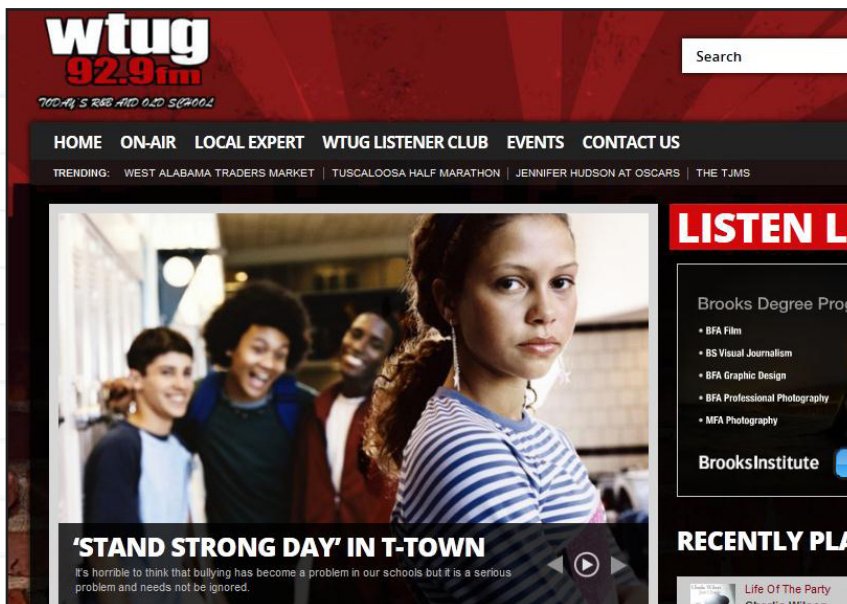 wtug
92.9fm
TODAY'S R&B AND OLD SCHOOL
Search
HOME ON-AIR LOCAL EXPERT WTUG LISTENER CLUB EVENTS CONTACT US
TRENDING: WEST ALABAMA TRADERS MARKET | TUSCALOOSA HALF MARATHON | JENNIFER HUDSON AT OSCARS | THE TJMS
LISTEN L
Brooks Degree Prog
• BFA Film
• BS Visual Journalism
• BFA Graphic Design
• BFA Professional Photography
• MFA Photography
BrooksInstitute
'STAND STRONG DAY' IN T-TOWN
It's horrible to think that bullying has become a problem in our schools but it is a serious
problem and needs not be ignored.
RECENTLY PLA
Life Of The Party
Charlie Wilson